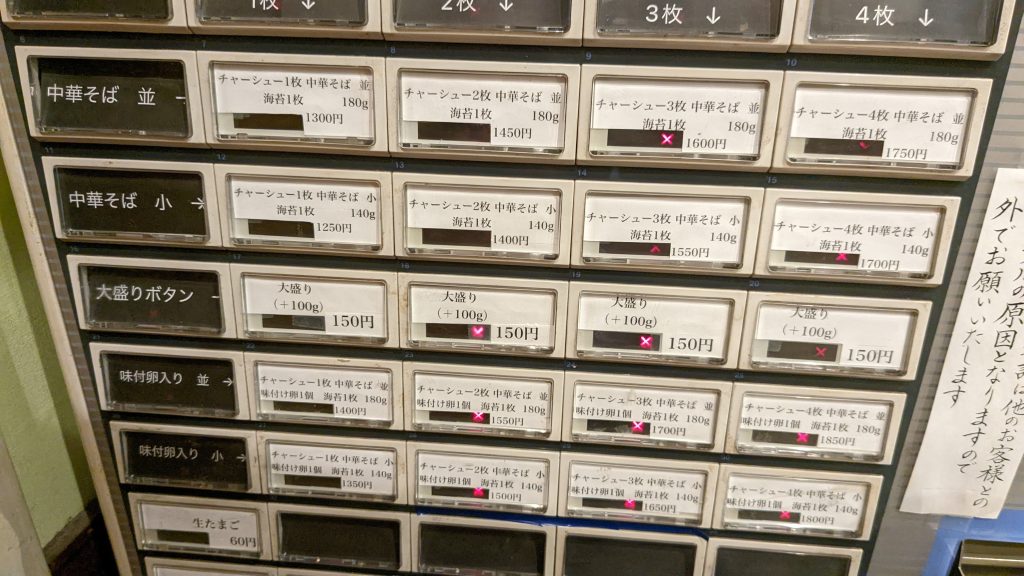 1枚 ↓
2枚 ↓
3枚 ↓
4枚 ↓
6
中華そば 並 →
7
チャーシュー1枚 中華そば 並
海苔1枚 180g
1300円
8
チャーシュー2枚 中華そば 並
海苔1枚 180g
1450円
9
チャーシュー3枚 中華そば 並
海苔1枚 180g
1600円
10
チャーシュー4枚 中華そば 並
海苔1枚 180g
1750円
11
中華そば 小 →
12
チャーシュー1枚 中華そば 小
海苔1枚 140g
1250円
13
チャーシュー2枚 中華そば 小
海苔1枚 140g
1400円
14
チャーシュー3枚 中華そば 小
海苔1枚 140g
1550円
15
チャーシュー4枚 中華そば 小
海苔1枚 140g
1700円
大盛りボタン →
17
大盛り
(+100g)
150円
18
大盛り
(+100g)
150円
19
大盛り
(+100g)
150円
20
大盛り
(+100g)
150円
21
味付卵入り 並 →
22
チャーシュー1枚 中華そば 並
味付け卵1個 180g
1400円
23
チャーシュー2枚 中華そば 並
味付け卵1個 180g
1550円
チャーシュー3枚 中華そば 並
味付け卵1個 180g
1700円
チャーシュー4枚 中華そば 並
味付け卵1個 180g
1850円
味付卵入り 小 →
チャーシュー1枚 中華そば 小
味付け卵1個 海苔1枚 140g
1350円
チャーシュー2枚 中華そば 小
味付け卵1個 海苔1枚 140g
1500円
チャーシュー3枚 中華そば 小
味付け卵1個 海苔1枚 140g
1650円
チャーシュー4枚 中華そば 小
味付け卵1個 海苔1枚 140g
1800円
生たまご
60円
は他のお客様との
ルの原因となりますので
外でお願いいたします